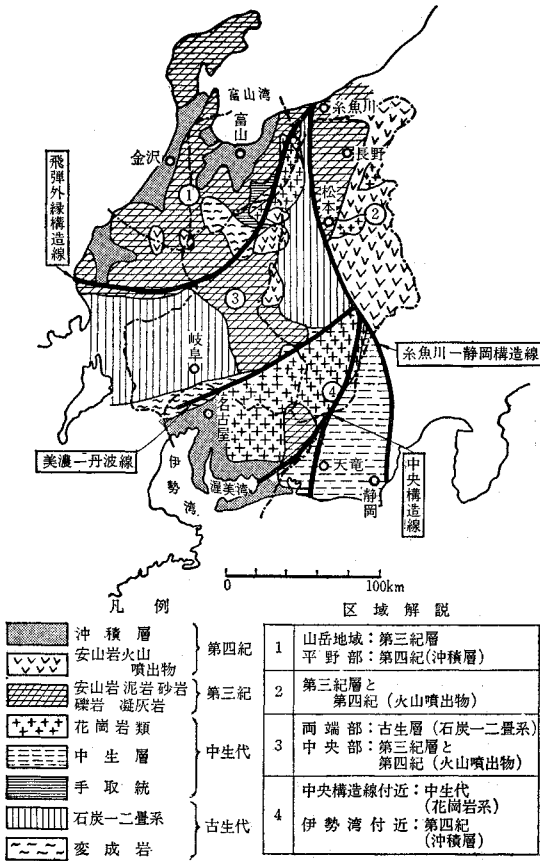 富山湾
糸魚川
富山
長野
金沢
松本
飛弾外縁構造線
①
②
③
④
岐阜
糸魚川－静岡構造線
名古屋
美濃－丹波線
伊勢湾
渥美湾
天竜
静岡
中央構造線
0 100km
凡例
沖積層
安山岩火山
噴出物
第四紀
安山岩 泥岩 砂岩
礫岩 凝灰岩
第三紀
花崗岩類
中生層
手取統
中生代
石炭－二畳系
変成岩
古生代
区域解説
1 山岳地域：第三紀層
平野部：第四紀(沖積層)
2 第三紀層と
第四紀(火山噴出物)
3 両端部：古生層(石炭－二畳系)
中央部：第三紀層と
第四紀(火山噴出物)
4 中央構造線付近：中生代
(花崗岩系)
伊勢湾付近：第四紀
(沖積層)